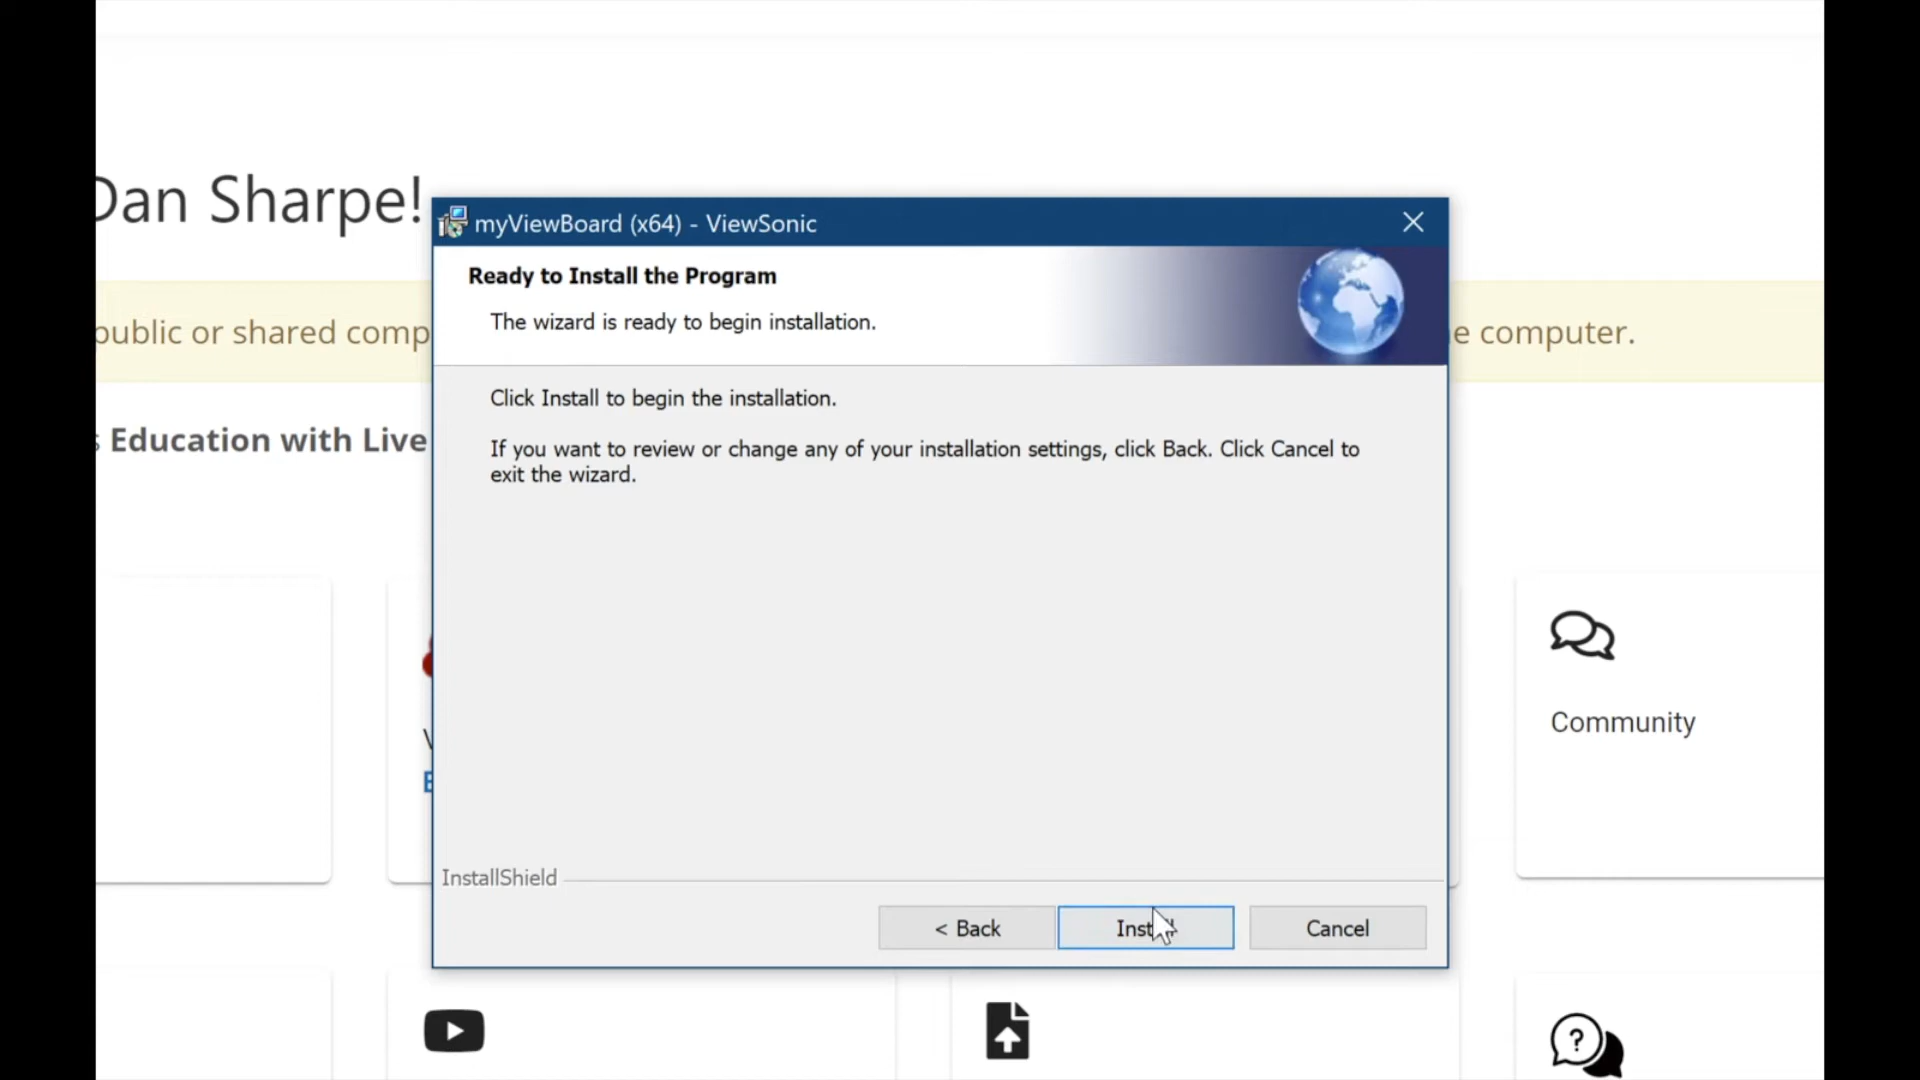 Dan Sharpe!
myViewBoard (x64) - ViewSonic
Ready to Install the Program
The wizard is ready to begin installation.
public or shared comp
e computer.
Click Install to begin the installation.
s Education with Live
If you want to review or change any of your installation settings, click Back. Click Cancel to
exit the wizard.
Community
InstallShield
< Back
Install
Cancel